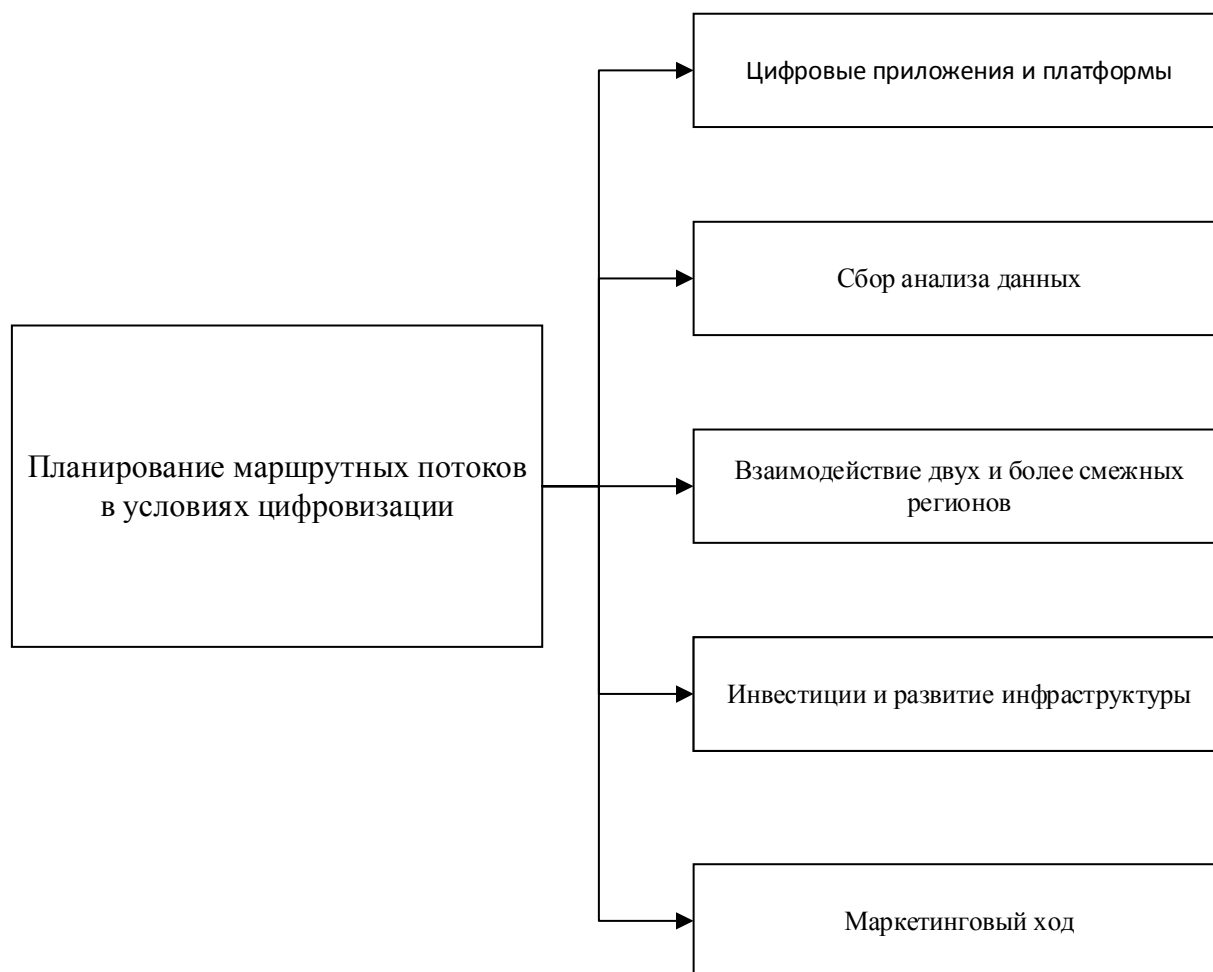 Цифровые приложения и платформы
Сбор анализа данных
Планирование маршрутных потоков
в условиях цифровизации
Взаимодействие двух и более смежных
регионов
Инвестиции и развитие инфраструктуры
Маркетинговый ход